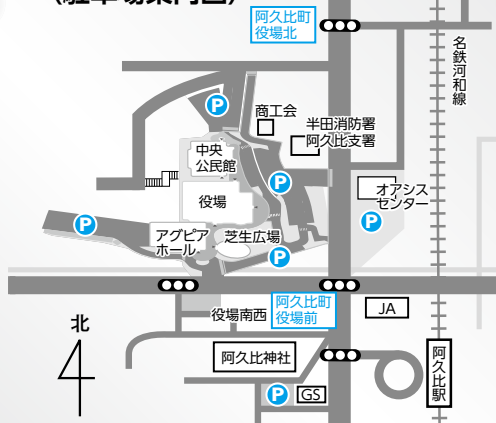 (駐車場案内図)
阿久比町
役場北
名鉄河和線
P
商工会
半田消防署
阿久比支署
中央
公民館
P
役場
オアシス
センター
P
P
アグピア
ホール
芝生広場
P
役場南西
阿久比町
役場前
JA
北
阿久比神社
阿久比駅
P
GS